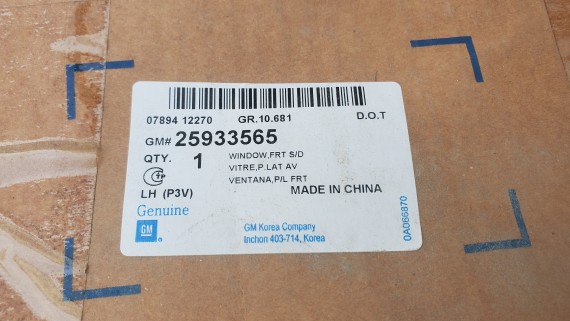 07894 12270 GR.10.681 D.O.T
GM# 25933565
QTY. 1 WINDOW,FRT S/D
VITRE,P.LAT AV
VENTANA,P/L FRT
LH (P3V) MADE IN CHINA
Genuine
GM
GM Korea Company
Inchon 403-714, Korea
0A066870